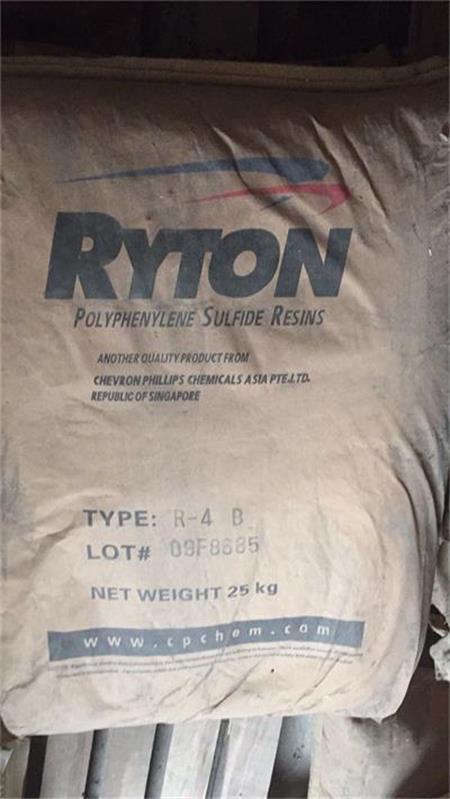 RYTON
POLYPHENYLENE SULFIDE RESINS
ANOTHER QUALITY PRODUCT FROM
CHEVRON PHILLIPS CHEMICALS ASIA PTE.LTD.
REPUBLIC OF SINGAPORE
TYPE: R-4 B
LOT# 09F8685
NET WEIGHT 25 kg
www.cpchem.com